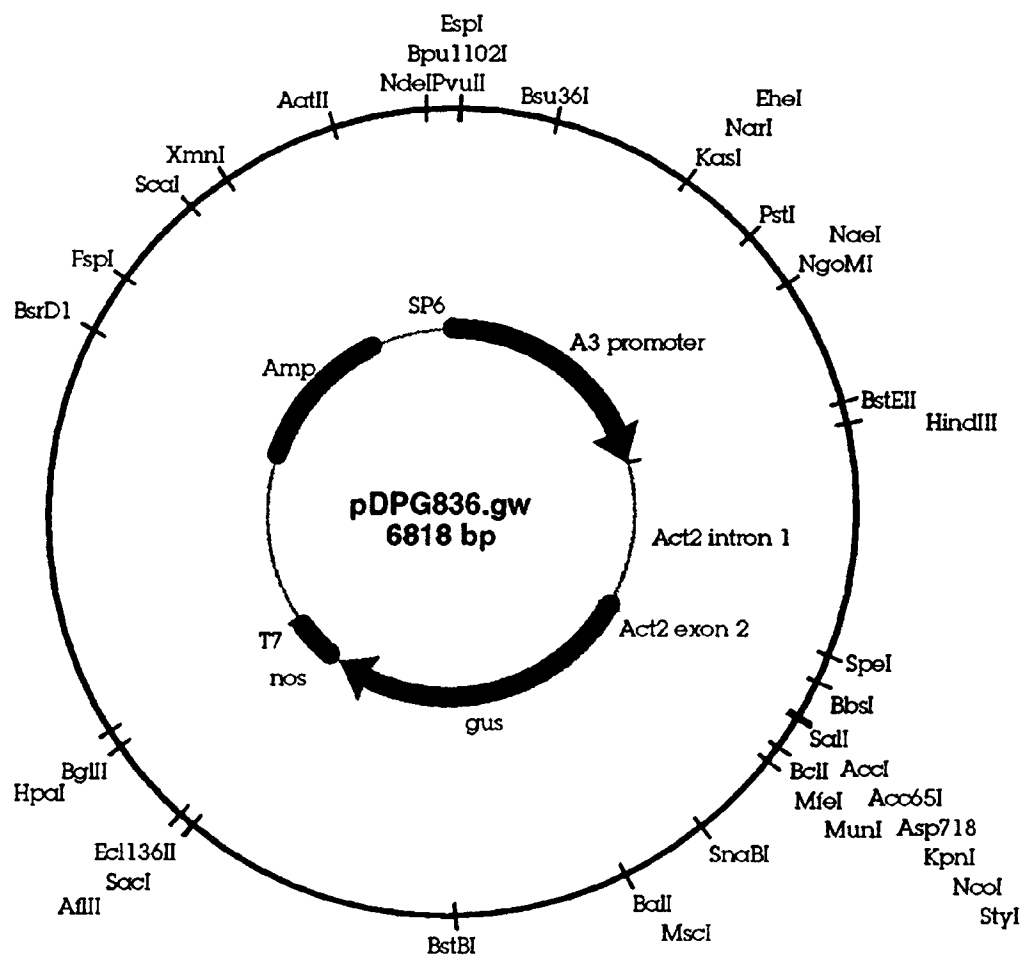 EspI
Bpu1102I
NdeIPvuII
Bsu36I
AatII
EheI
NarI
KasI
XmnI
ScaI
PstI
NaeI
NgoMI
FspI
BsrD1
SP6
A3 promoter
Amp
BstEII
HindIII
pDPG836.gw
6818 bp
Act2 intron 1
Act2 exon 2
T7
nos
gus
SpeI
BbsI
SalI
BclI AccI
MfeI Acc65I
MunI Asp718
KpnI
NcoI
StyI
BglII
HpaI
SnaBI
Ecl136II
SacI
AflII
BalI
MscI
BstBI